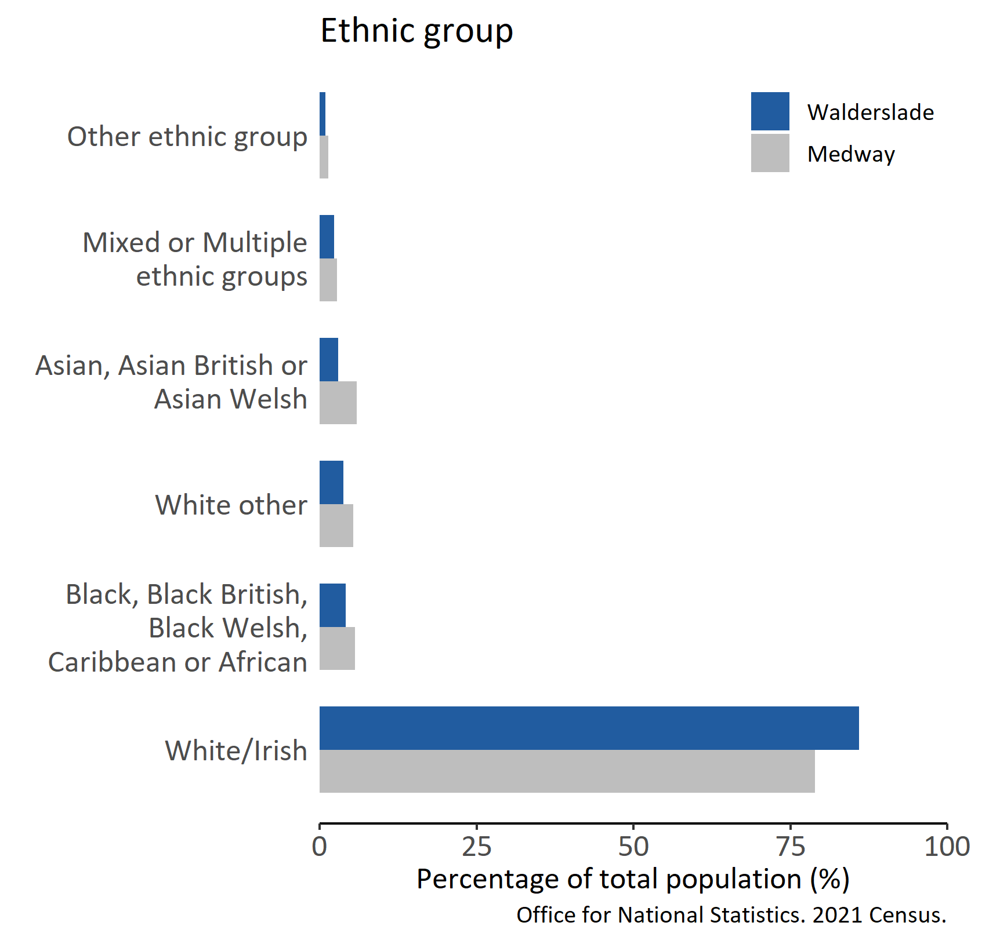 Ethnic group
Walderslade
Medway
Other ethnic group
Mixed or Multiple
ethnic groups
Asian, Asian British or
Asian Welsh
White other
Black, Black British,
Black Welsh,
Caribbean or African
White/Irish
0 25 50 75 100
Percentage of total population (%)
Office for National Statistics. 2021 Census.